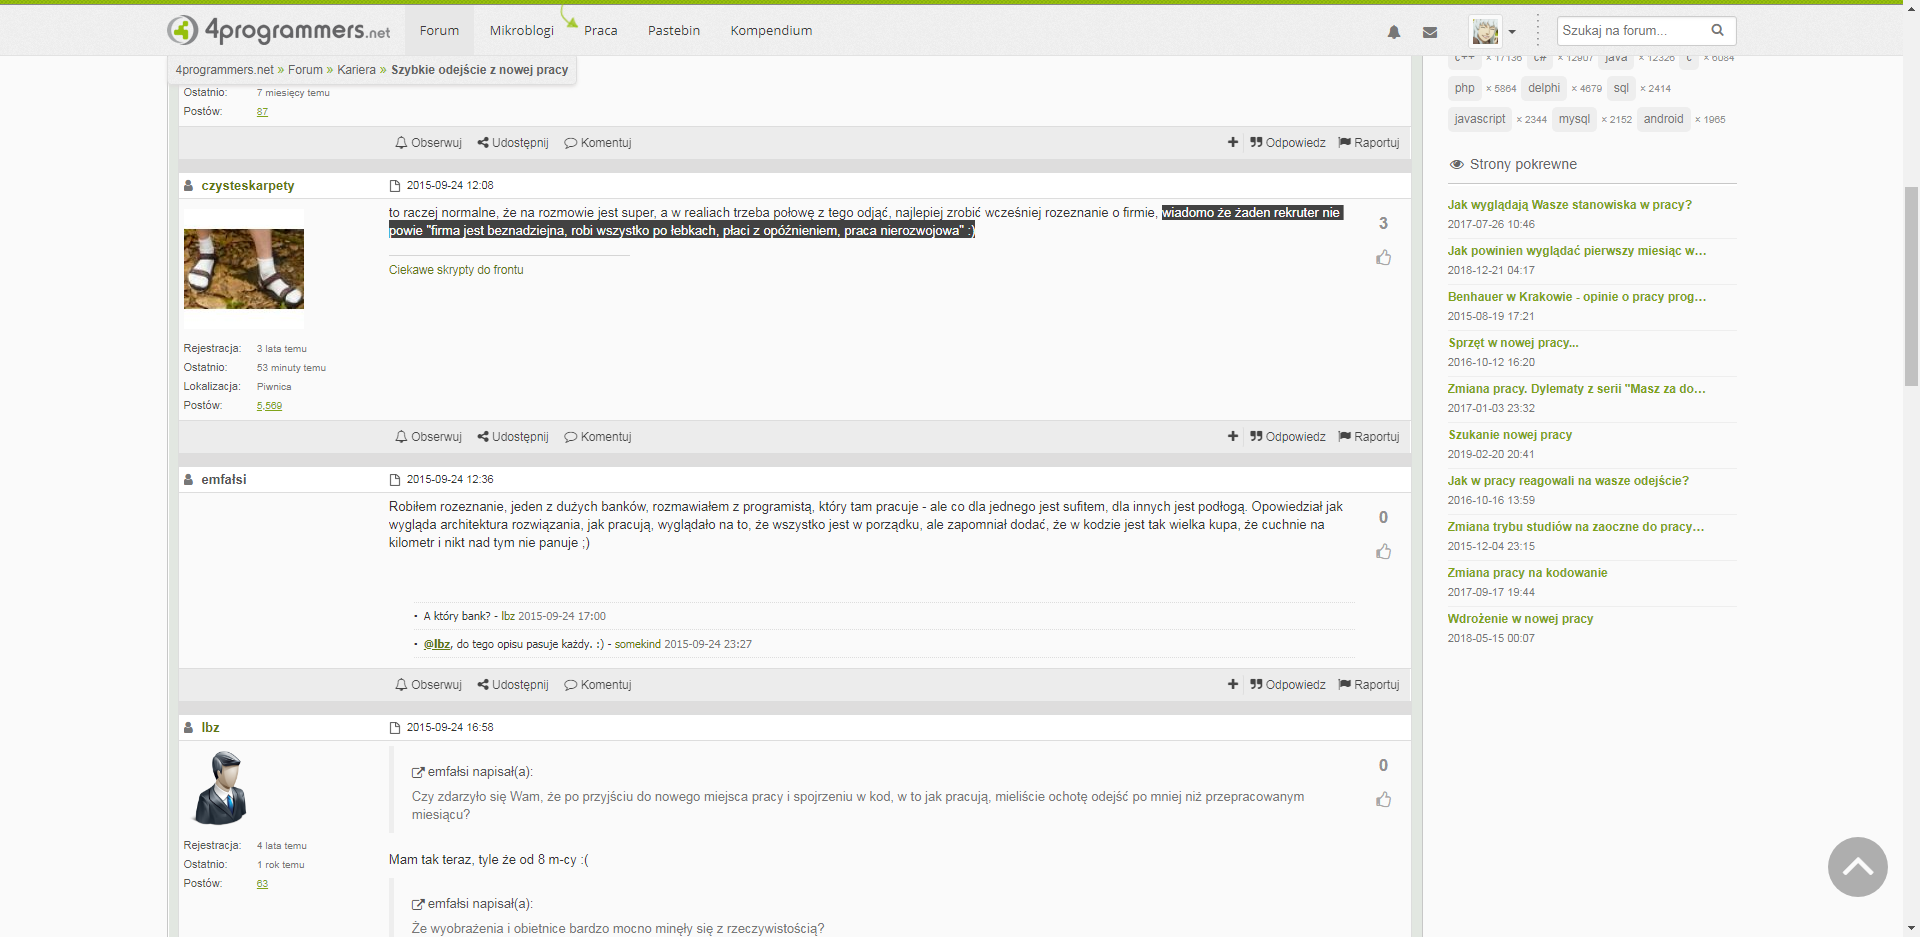 4programmers.net
Forum
Mikroblogi
Praca
Pastebin
Kompendium
Szukaj na forum...
4programmers.net » Forum » Kariera » Szybkie odejście z nowej pracy
Ostatnio: 7 miesięcy temu
Postów: 87
Obserwuj Udostępnij Komentuj
Odpowiedz Raportuj
czysteskarpety
2015-09-24 12:08
to raczej normalne, że na rozmowie jest super, a w realiach trzeba połowę z tego odjąć, najlepiej zrobić wcześniej rozeznanie o firmie, wiadomo że żaden rekruter nie
powie "firma jest beznadziejna, robi wszystko po łebkach, płaci z opóźnieniem, praca nierozwojowa" :)
3
Ciekawe skrypty do frontu
Rejestracja: 3 lata temu
Ostatnio: 53 minuty temu
Lokalizacja: Piwnica
Postów: 5,569
Obserwuj Udostępnij Komentuj
Odpowiedz Raportuj
emfałsi
2015-09-24 12:36
Robiłem rozeznanie, jeden z dużych banków, rozmawiałem z programistą, który tam pracuje - ale co dla jednego jest sufitem, dla innych jest podłogą. Opowiedział jak
wygląda architektura rozwiązania, jak pracują, wyglądało na to, że wszystko jest w porządku, ale zapomniał dodać, że w kodzie jest tak wielka kupa, że cuchnie na
kilometr i nikt nad tym nie panuje ;)
0
• A który bank? - lbz 2015-09-24 17:00
• @lbz, do tego opisu pasuje każdy. :) - somekind 2015-09-24 23:27
Obserwuj Udostępnij Komentuj
Odpowiedz Raportuj
lbz
2015-09-24 16:58
0
emfałsi napisał(a):
Czy zdarzyło się Wam, że po przyjściu do nowego miejsca pracy i spojrzeniu w kod, w to jak pracują, mieliście ochotę odejść po mniej niż przepracowanym
miesiącu?
Rejestracja: 4 lata temu
Ostatnio: 1 rok temu
Postów: 63
Mam tak teraz, tyle że od 8 m-cy :(
emfałsi napisał(a):
Że wyobrażenia i obietnice bardzo mocno minęły się z rzeczywistością?
c++ × 17136 c# × 12907 java × 12326 c × 6084
php × 5864 delphi × 4679 sql × 2414
javascript × 2344 mysql × 2152 android × 1965
Strony pokrewne
Jak wyglądają Wasze stanowiska w pracy?
2017-07-26 10:46
Jak powinien wyglądać pierwszy miesiąc w...
2018-12-21 04:17
Benhauer w Krakowie - opinie o pracy prog...
2015-08-19 17:21
Sprzęt w nowej pracy...
2016-10-12 16:20
Zmiana pracy. Dylematy z serii "Masz za do...
2017-01-03 23:32
Szukanie nowej pracy
2019-02-20 20:41
Jak w pracy reagowali na wasze odejście?
2016-10-16 13:59
Zmiana trybu studiów na zaoczne do pracy...
2015-12-04 23:15
Zmiana pracy na kodowanie
2017-09-17 19:44
Wdrożenie w nowej pracy
2018-05-15 00:07